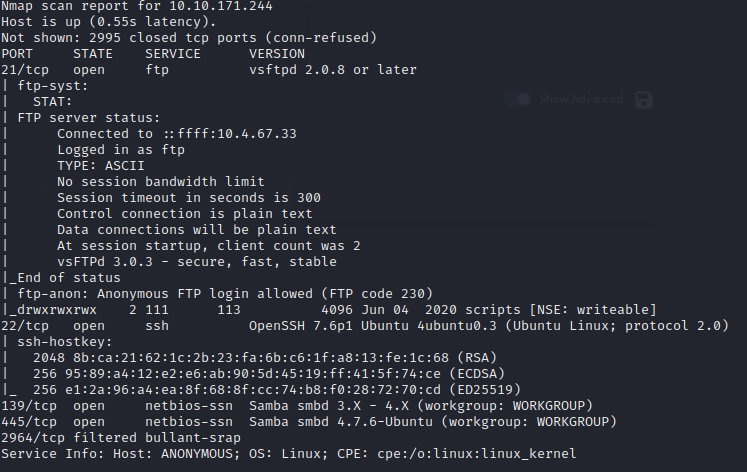 Nmap scan report for 10.10.171.244
Host is up (0.55s latency).
Not shown: 2995 closed tcp ports (conn-refused)
PORT     STATE    SERVICE      VERSION
21/tcp   open     ftp          vsftpd 2.0.8 or later
| ftp-syst:
|   STAT:
| FTP server status:
|      Connected to ::ffff:10.4.67.33
|      Logged in as ftp
|      TYPE: ASCII
|      No session bandwidth limit
|      Session timeout in seconds is 300
|      Control connection is plain text
|      Data connections will be plain text
|      At session startup, client count was 2
|      vsFTPd 3.0.3 - secure, fast, stable
|_End of status
| ftp-anon: Anonymous FTP login allowed (FTP code 230)
|_drwxrwxrwx    2 111      113          4096 Jun 04  2020 scripts [NSE: writeable]
22/tcp   open     ssh          OpenSSH 7.6p1 Ubuntu 4ubuntu0.3 (Ubuntu Linux; protocol 2.0)
| ssh-hostkey:
|   2048 8b:ca:21:62:1c:2b:23:fa:6b:c6:1f:a8:13:fe:1c:68 (RSA)
|   256 95:89:a4:12:e2:e6:ab:90:5d:45:19:ff:41:5f:74:ce (ECDSA)
|_  256 e1:2a:96:a4:ea:8f:68:8f:cc:74:b8:f0:28:72:70:cd (ED25519)
139/tcp  open     netbios-ssn  Samba smbd 3.X - 4.X (workgroup: WORKGROUP)
445/tcp  open     netbios-ssn  Samba smbd 4.7.6-Ubuntu (workgroup: WORKGROUP)
2964/tcp filtered bullant-srap
Service Info: Host: ANONYMOUS; OS: Linux; CPE: cpe:/o:linux:linux_kernel
Show Advanced